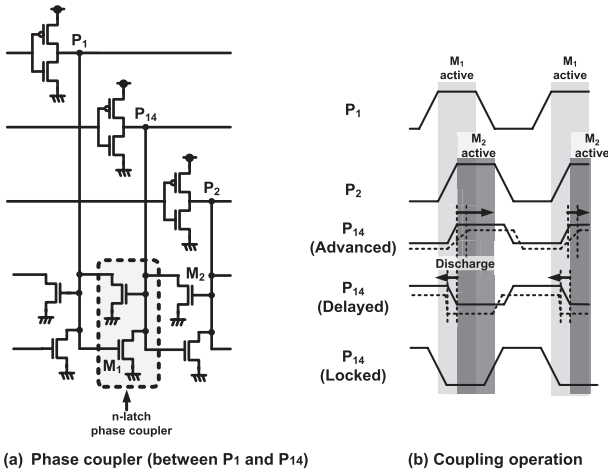 P1
P14
P2
M2
M1
n-latch
phase coupler
(a) Phase coupler (between P1 and P14)
M1
active
M1
active
P1
M2
active
M2
active
P2
P14
(Advanced)
Discharge
P14
(Delayed)
P14
(Locked)
(b) Coupling operation